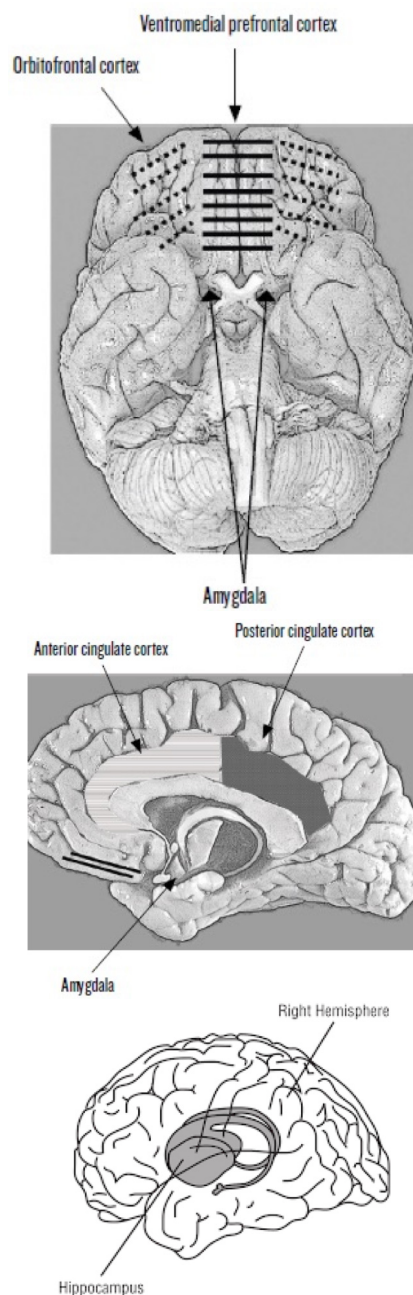 Ventromedial prefrontal cortex
Orbitofrontal cortex
Amygdala
Posterior cingulate cortex
Anterior cingulate cortex
Amygdala
Right Hemisphere
Hippocampus